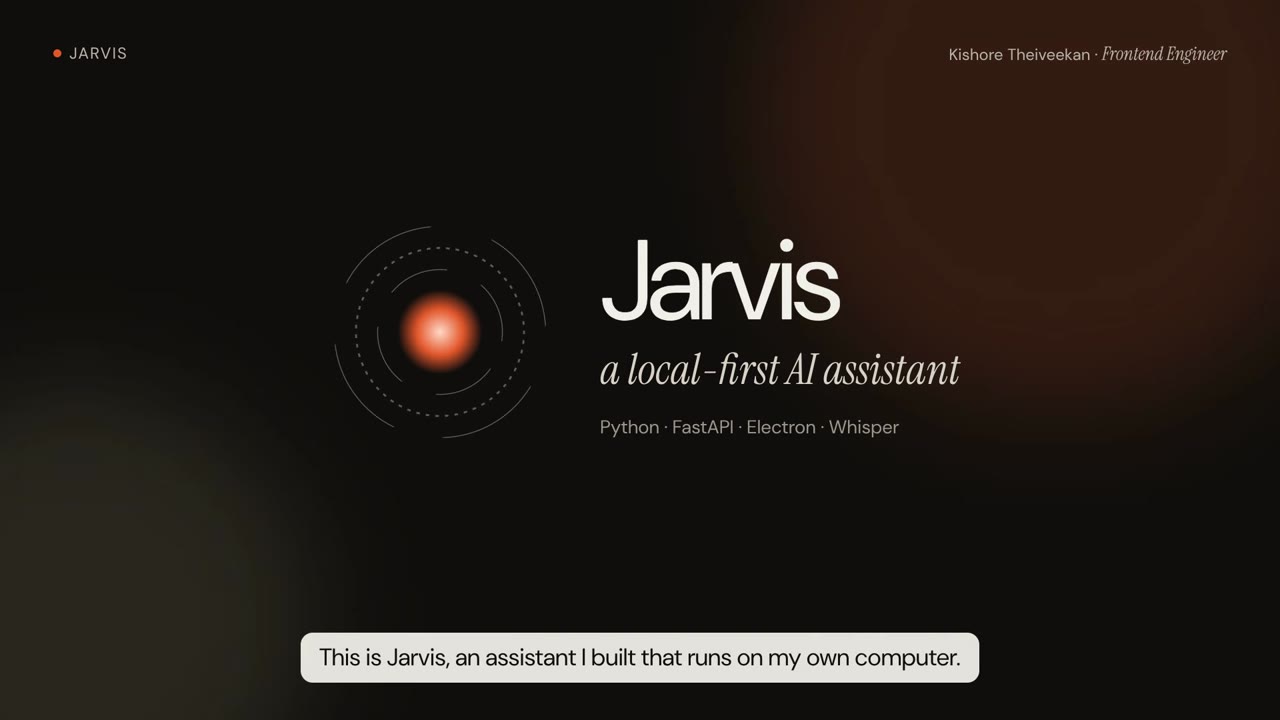 JARVIS
Kishore Theiveekan · Frontend Engineer
Jarvis
a local-first AI assistant
Python · FastAPI · Electron · Whisper
This is Jarvis, an assistant I built that runs on my own computer.